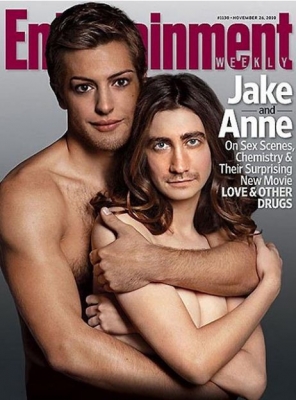 Entertainment
WEEKLY
#1130 • NOVEMBER 26, 2010
Jake
and
Anne
On Sex Scenes,
Chemistry &
Their Surprising
New Movie
LOVE & OTHER
DRUGS